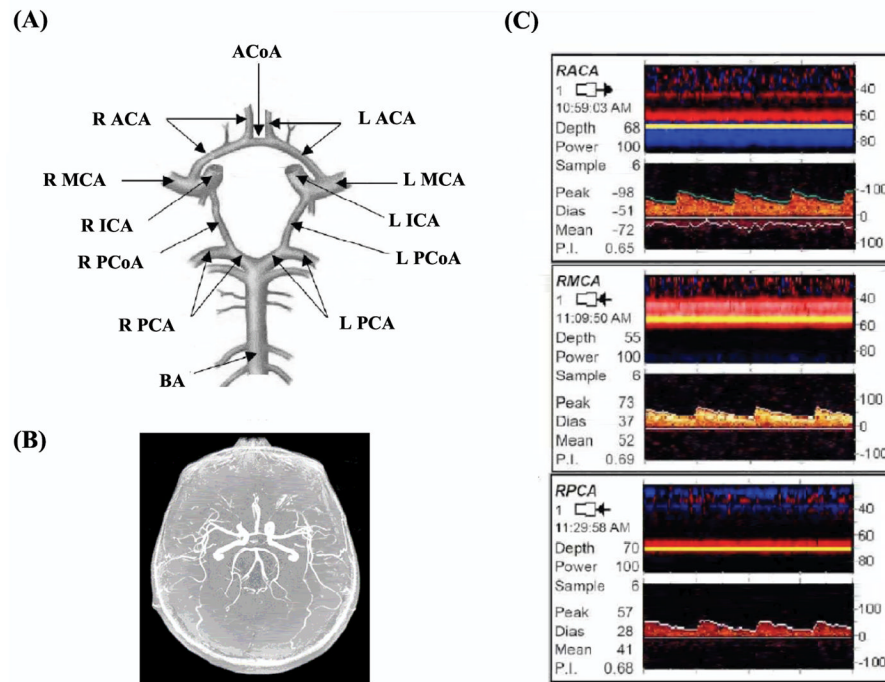 (A)
ACoA
R ACA
L ACA
R MCA
L MCA
R ICA
L ICA
R PCoA
L PCoA
R PCA
L PCA
BA
(B)
(C)
RACA
1
10:59:03 AM
Depth 68
Power 100
Sample 6
Peak -98
Dias -51
Mean -72
P.I. 0.65
40
60
80
-100
0
100
RMCA
1
11:09:50 AM
Depth 55
Power 100
Sample 6
Peak 73
Dias 37
Mean 52
P.I. 0.69
40
60
80
100
0
-100
RPCA
1
11:29:58 AM
Depth 70
Power 100
Sample 6
Peak 57
Dias 28
Mean 41
P.I. 0.68
40
60
80
100
0
-100